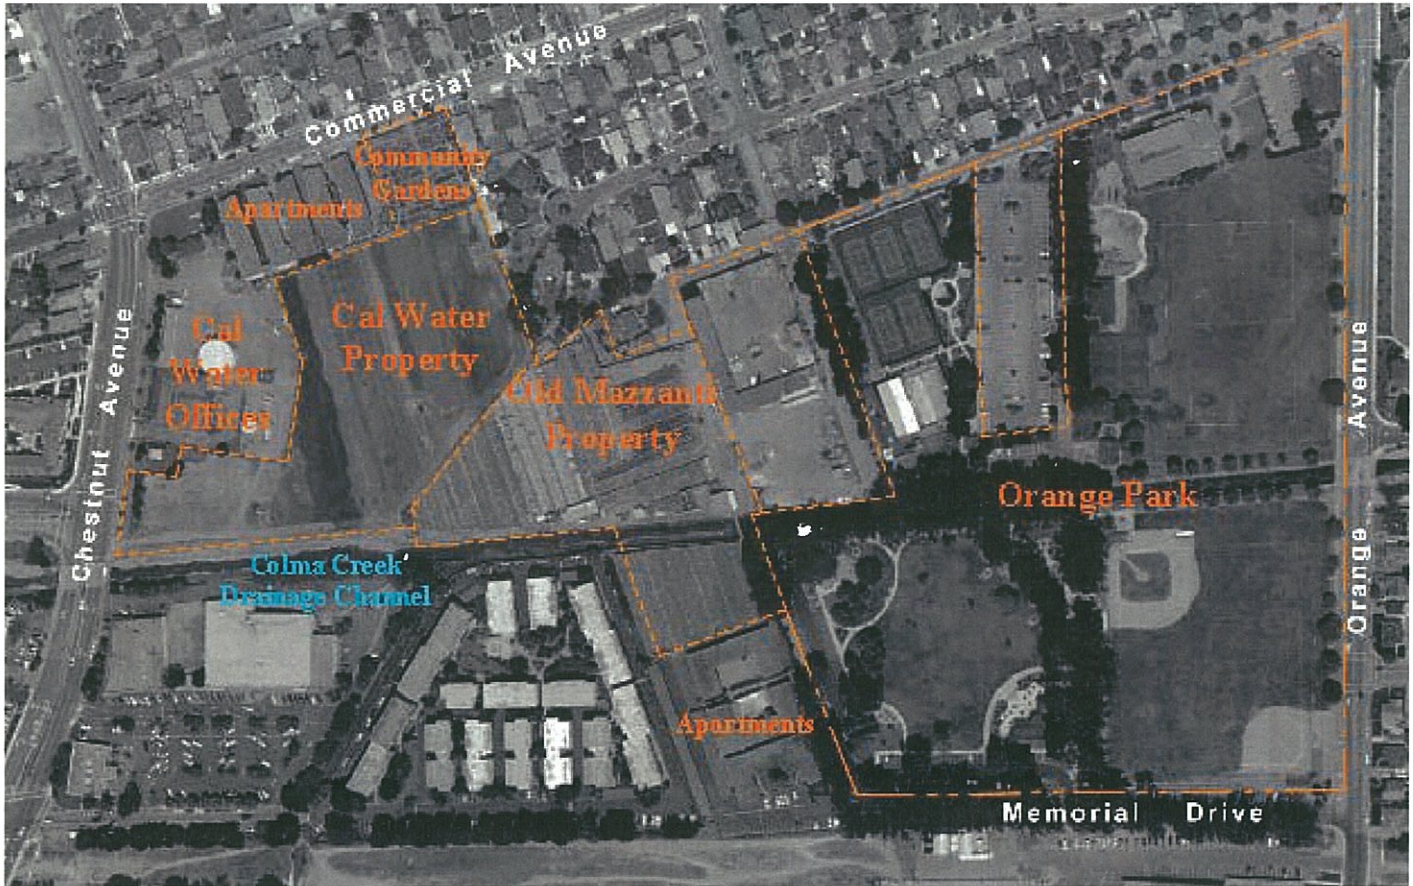 Commercial Avenue
Community
Gardens
Apartments
Cal Water
Property
Cal
Water
Offices
Old Mazzanti
Property
Chestnut Avenue
Orange Park
Orange Avenue
Colma Creek
Drainage Channel
Apartments
Memorial Drive